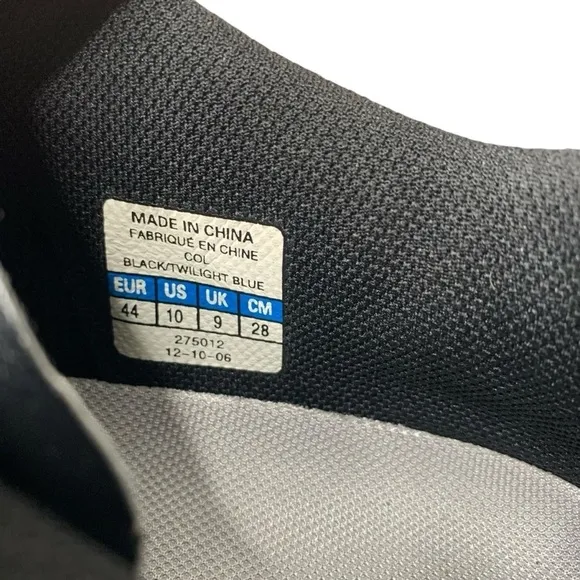 MADE IN CHINA
FABRIQUÉ EN CHINE
COL
BLACK/TWILIGHT BLUE
EUR US UK CM
44 10 9 28
275012
12-10-06